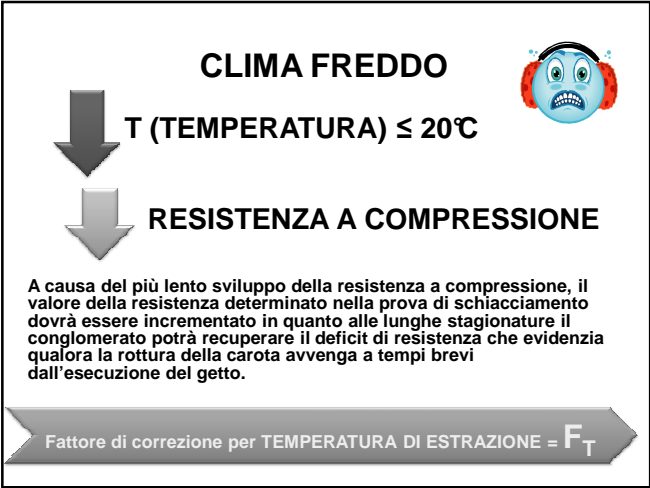 CLIMA FREDDO
T (TEMPERATURA) ≤ 20°C
RESISTENZA A COMPRESSIONE
A causa del più lento sviluppo della resistenza a compressione, il
valore della resistenza determinato nella prova di schiacciamento
dovrà essere incrementato in quanto alle lunghe stagionature il
conglomerato potrà recuperare il deficit di resistenza che evidenzia
qualora la rottura della carota avvenga a tempi brevi
dall'esecuzione del getto.
Fattore di correzione per TEMPERATURA DI ESTRAZIONE = F_T